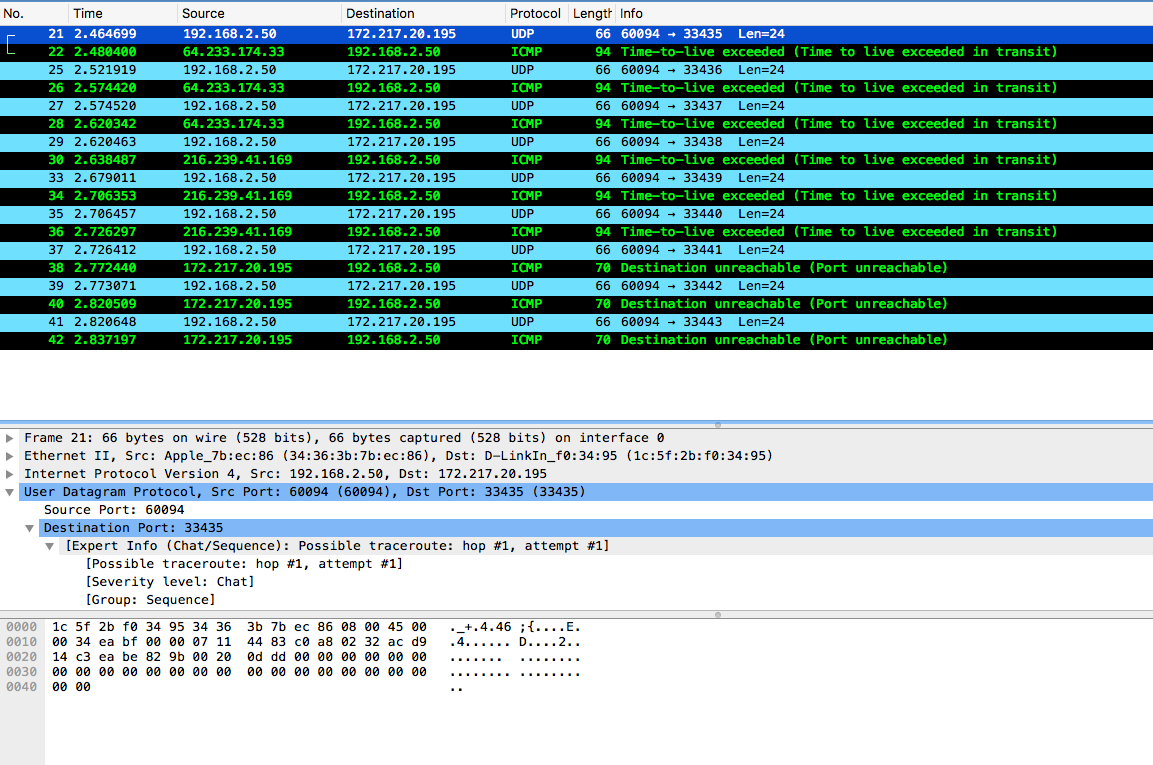 No. Time Source Destination Protocol Length Info
21 2.464699 192.168.2.50 172.217.20.195 UDP 66 60094 → 33435 Len=24
22 2.480400 64.233.174.33 192.168.2.50 ICMP 94 Time-to-live exceeded (Time to live exceeded in transit)
25 2.521919 192.168.2.50 172.217.20.195 UDP 66 60094 → 33436 Len=24
26 2.574420 64.233.174.33 192.168.2.50 ICMP 94 Time-to-live exceeded (Time to live exceeded in transit)
27 2.574520 192.168.2.50 172.217.20.195 UDP 66 60094 → 33437 Len=24
28 2.620342 64.233.174.33 192.168.2.50 ICMP 94 Time-to-live exceeded (Time to live exceeded in transit)
29 2.620463 192.168.2.50 172.217.20.195 UDP 66 60094 → 33438 Len=24
30 2.638487 216.239.41.169 192.168.2.50 ICMP 94 Time-to-live exceeded (Time to live exceeded in transit)
33 2.679011 192.168.2.50 172.217.20.195 UDP 66 60094 → 33439 Len=24
34 2.706353 216.239.41.169 192.168.2.50 ICMP 94 Time-to-live exceeded (Time to live exceeded in transit)
35 2.706457 192.168.2.50 172.217.20.195 UDP 66 60094 → 33440 Len=24
36 2.726297 216.239.41.169 192.168.2.50 ICMP 94 Time-to-live exceeded (Time to live exceeded in transit)
37 2.726412 192.168.2.50 172.217.20.195 UDP 66 60094 → 33441 Len=24
38 2.772440 172.217.20.195 192.168.2.50 ICMP 70 Destination unreachable (Port unreachable)
39 2.773071 192.168.2.50 172.217.20.195 UDP 66 60094 → 33442 Len=24
40 2.820509 172.217.20.195 192.168.2.50 ICMP 70 Destination unreachable (Port unreachable)
41 2.820648 192.168.2.50 172.217.20.195 UDP 66 60094 → 33443 Len=24
42 2.837197 172.217.20.195 192.168.2.50 ICMP 70 Destination unreachable (Port unreachable)
Frame 21: 66 bytes on wire (528 bits), 66 bytes captured (528 bits) on interface 0
Ethernet II, Src: Apple_7b:ec:86 (34:36:3b:7b:ec:86), Dst: D-LinkIn_f0:34:95 (1c:5f:2b:f0:34:95)
Internet Protocol Version 4, Src: 192.168.2.50, Dst: 172.217.20.195
User Datagram Protocol, Src Port: 60094 (60094), Dst Port: 33435 (33435)
Source Port: 60094
Destination Port: 33435
[Expert Info (Chat/Sequence): Possible traceroute: hop #1, attempt #1]
[Possible traceroute: hop #1, attempt #1]
[Severity level: Chat]
[Group: Sequence]
0000 1c 5f 2b f0 34 95 34 36 3b 7b ec 86 08 00 45 00 ._+.4.46 ;{....E.
0010 00 34 ea bf 00 00 07 11 44 83 c0 a8 02 32 ac d9 .4...... D....2..
0020 14 c3 ea be 82 9b 00 20 0d dd 00 00 00 00 00 00 ....... ........
0030 00 00 00 00 00 00 00 00 00 00 00 00 00 00 00 00 ........ ........
0040 00 00 ..